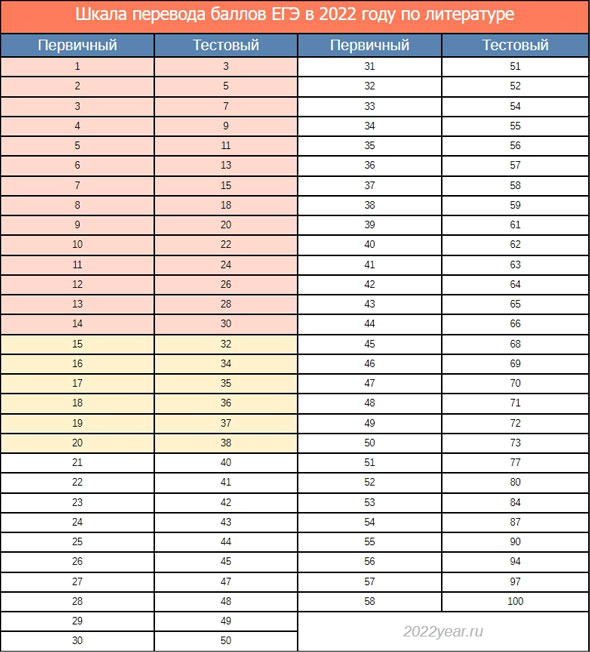 Шкала перевода баллов ЕГЭ в 2022 году по литературе
Первичный Тестовый Первичный Тестовый
1 3 31 51
2 5 32 52
3 7 33 54
4 9 34 55
5 11 35 56
6 13 36 57
7 15 37 58
8 18 38 59
9 20 39 61
10 22 40 62
11 24 41 63
12 26 42 64
13 28 43 65
14 30 44 66
15 32 45 68
16 34 46 69
17 35 47 70
18 36 48 71
19 37 49 72
20 38 50 73
21 40 51 77
22 41 52 80
23 42 53 84
24 43 54 87
25 44 55 90
26 45 56 94
27 47 57 97
28 48 58 100
29 49
30 50
2022year.ru